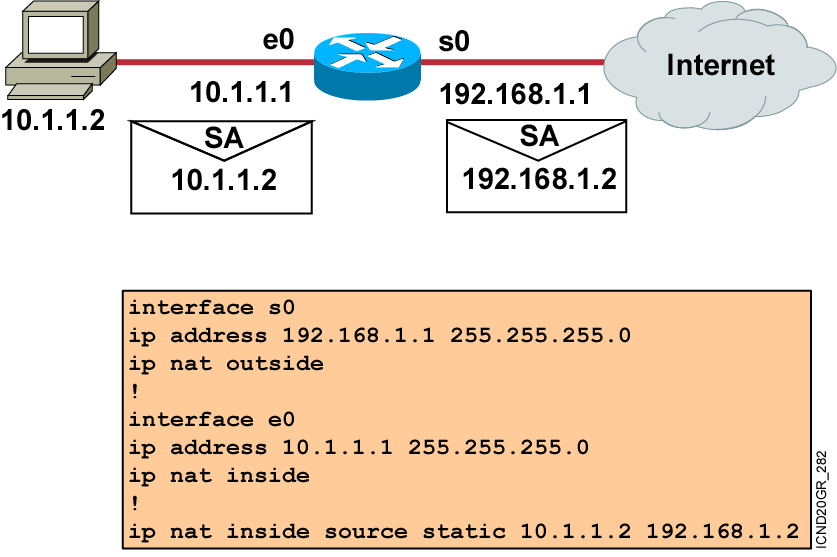 e0
s0
Internet
10.1.1.1
192.168.1.1
10.1.1.2
SA
10.1.1.2
SA
192.168.1.2
interface s0
ip address 192.168.1.1 255.255.255.0
ip nat outside
!
interface e0
ip address 10.1.1.1 255.255.255.0
ip nat inside
!
ip nat inside source static 10.1.1.2 192.168.1.2
ICND20GR_282